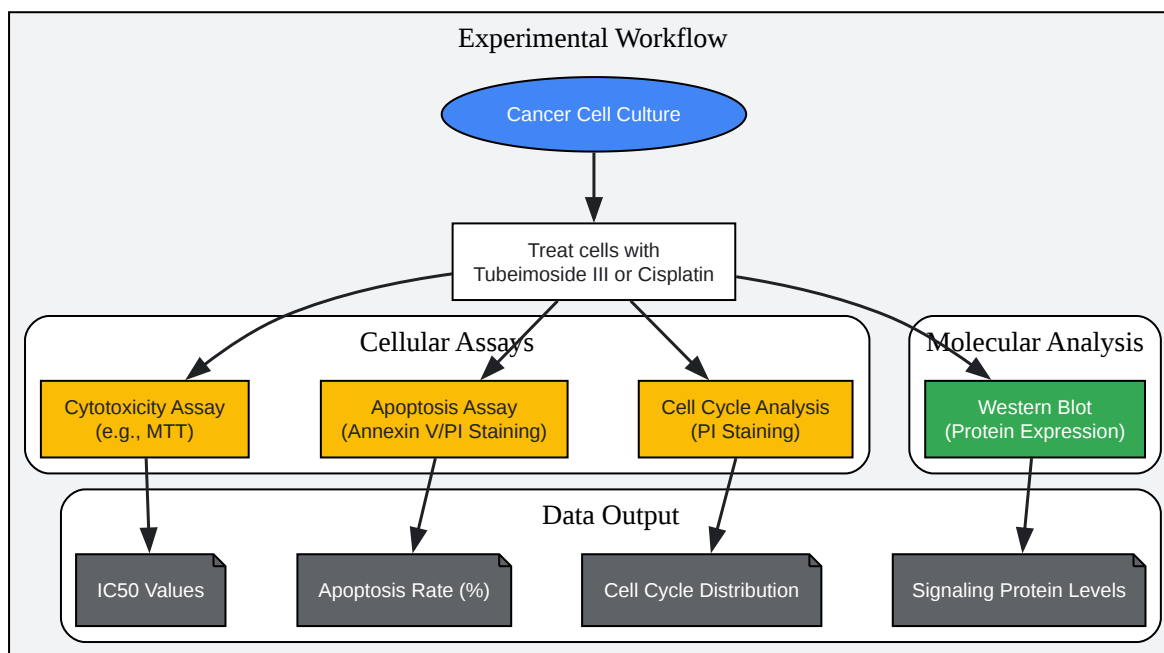 Experimental Workflow
Cancer Cell Culture
Treat cells with
Tubeimoside III or Cisplatin
Cellular Assays
Molecular Analysis
Cytotoxicity Assay
(e.g., MTT)
Apoptosis Assay
(Annexin V/PI Staining)
Cell Cycle Analysis
(PI Staining)
Western Blot
(Protein Expression)
Data Output
IC50 Values
Apoptosis Rate (%)
Cell Cycle Distribution
Signaling Protein Levels